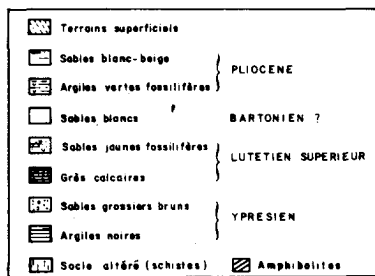 Terrains superficiels
Sables blanc-beige
PLIOCENE
Argiles vertes fossilifères
Sables blancs
BARTONIEN ?
Sables jaunes fossilifères
LUTETIEN SUPERIEUR
Grès calcaires
Sables grossiers bruns
YPRESIEN
Argiles noires
Socle altéré (schistes)
Amphibolites